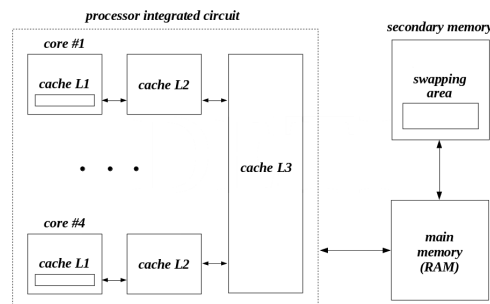 processor integrated circuit
secondary memory
core #1
cache L1
cache L2
swapping
area
cache L3
core #4
cache L1
cache L2
main
memory
(RAM)